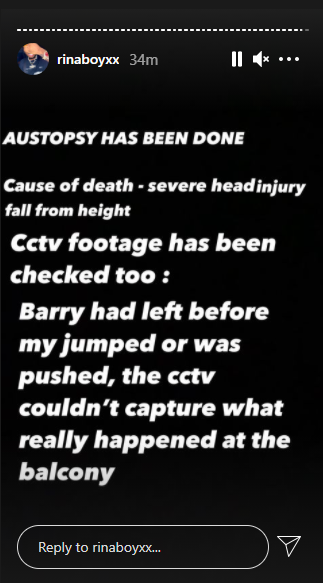 rinaboyxx 34m
AUSTOPSY HAS BEEN DONE
Cause of death - severe head injury
fall from height
Cctv footage has been
checked too :
Barry had left before
my jumped or was
pushed, the cctv
couldn’t capture what
really happened at the
balcony
Reply to rinaboyxx...